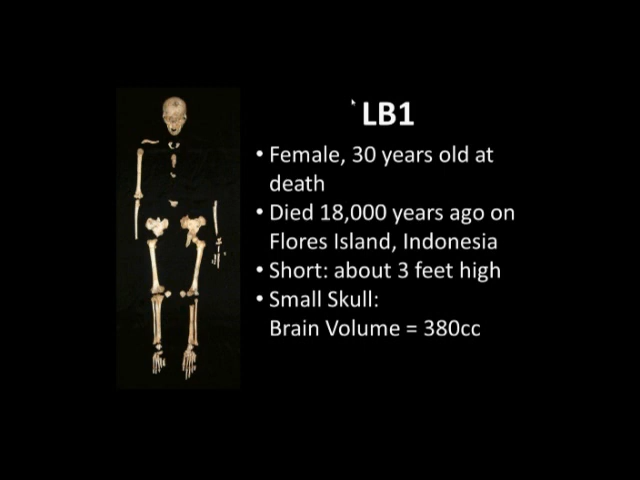 LB1
• Female, 30 years old at
death
• Died 18,000 years ago on
Flores Island, Indonesia
• Short: about 3 feet high
• Small Skull:
Brain Volume = 380cc